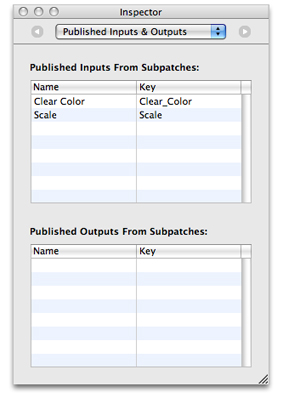 Inspector
Published Inputs & Outputs
Published Inputs From Subpatches:
Name Key
Clear Color Clear_Color
Scale Scale
Published Outputs From Subpatches:
Name Key